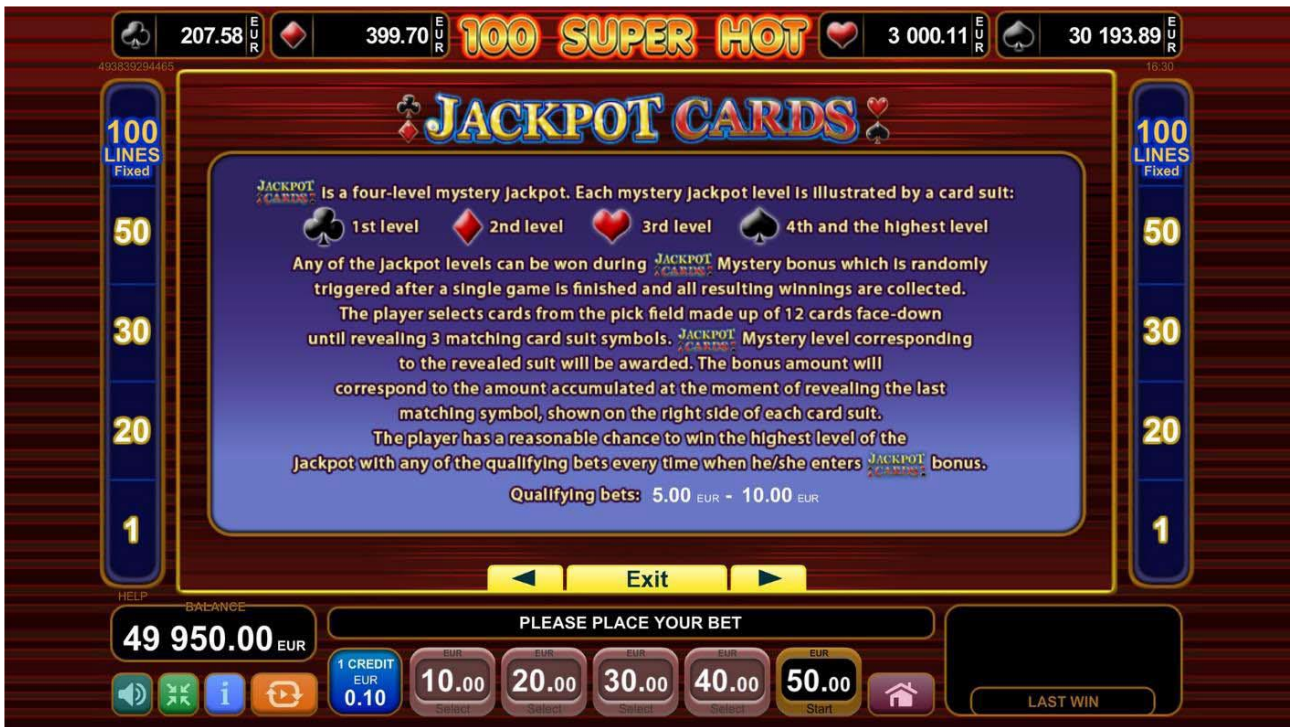 207.58 EUR 399.70 EUR 100 SUPER HOT 3 000.11 EUR 30 193.89 EUR
493839294465 16:30
JACKPOT CARDS
100 LINES Fixed
50
30
20
1
JACKPOT CARDS is a four-level mystery jackpot. Each mystery jackpot level is illustrated by a card suit:
1st level 2nd level 3rd level 4th and the highest level
Any of the jackpot levels can be won during JACKPOT CARDS Mystery bonus which is randomly
triggered after a single game is finished and all resulting winnings are collected.
The player selects cards from the pick field made up of 12 cards face-down
until revealing 3 matching card suit symbols. JACKPOT CARDS Mystery level corresponding
to the revealed suit will be awarded. The bonus amount will
correspond to the amount accumulated at the moment of revealing the last
matching symbol, shown on the right side of each card suit.
The player has a reasonable chance to win the highest level of the
jackpot with any of the qualifying bets every time when he/she enters JACKPOT CARDS bonus.
Qualifying bets: 5.00 EUR - 10.00 EUR
100 LINES Fixed
50
30
20
1
Exit
HELP
BALANCE
49 950.00 EUR
PLEASE PLACE YOUR BET
1 CREDIT
EUR
0.10
EUR
10.00
Select
EUR
20.00
Select
EUR
30.00
Select
EUR
40.00
Select
EUR
50.00
Start
LAST WIN